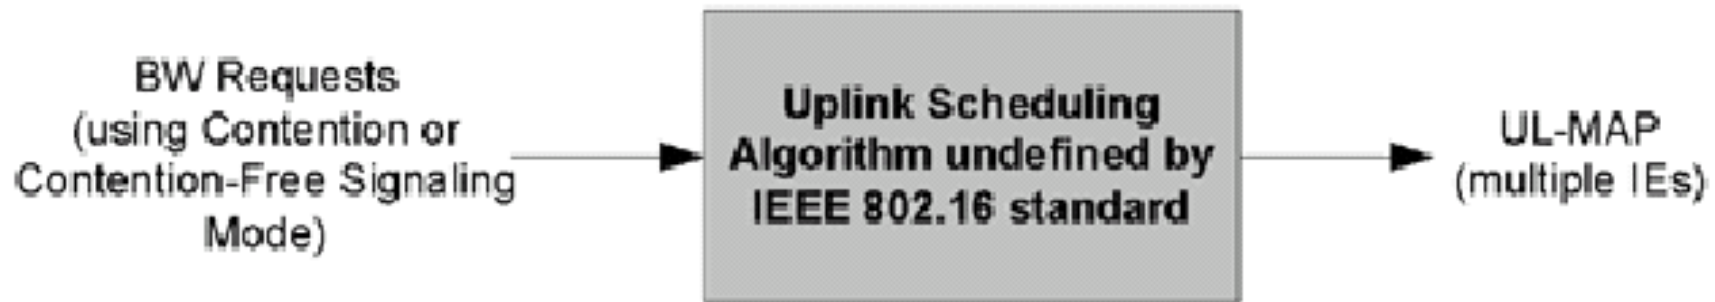 BW Requests
(using Contention or
Contention-Free Signaling
Mode)
Uplink Scheduling
Algorithm undefined by
IEEE 802.16 standard
UL-MAP
(multiple IEs)